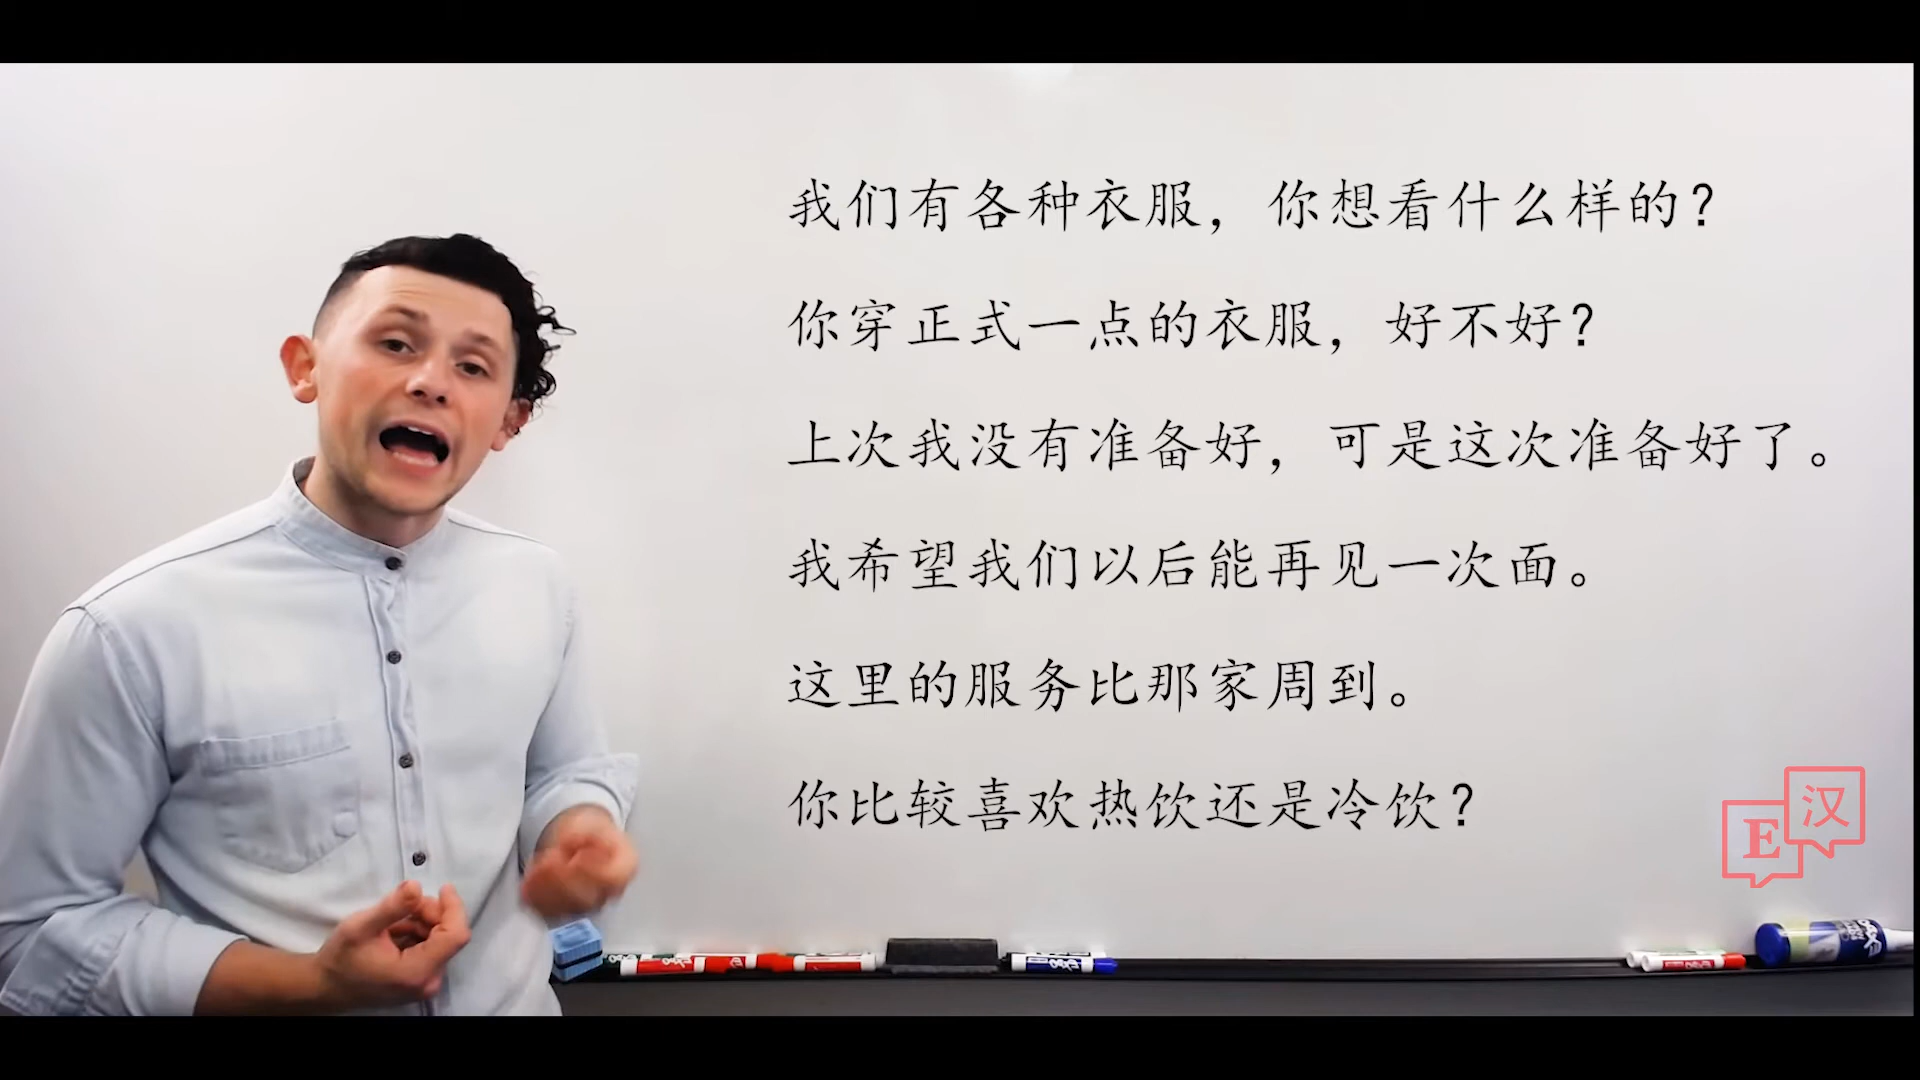 我们有各种衣服，你想看什么样的？
你穿正式一点的衣服，好不好？
上次我没有准备好，可是这次准备好了。
我希望我们以后能再见一次面。
这里的服务比那家周到。
你比较喜欢热饮还是冷饮？
汉
E